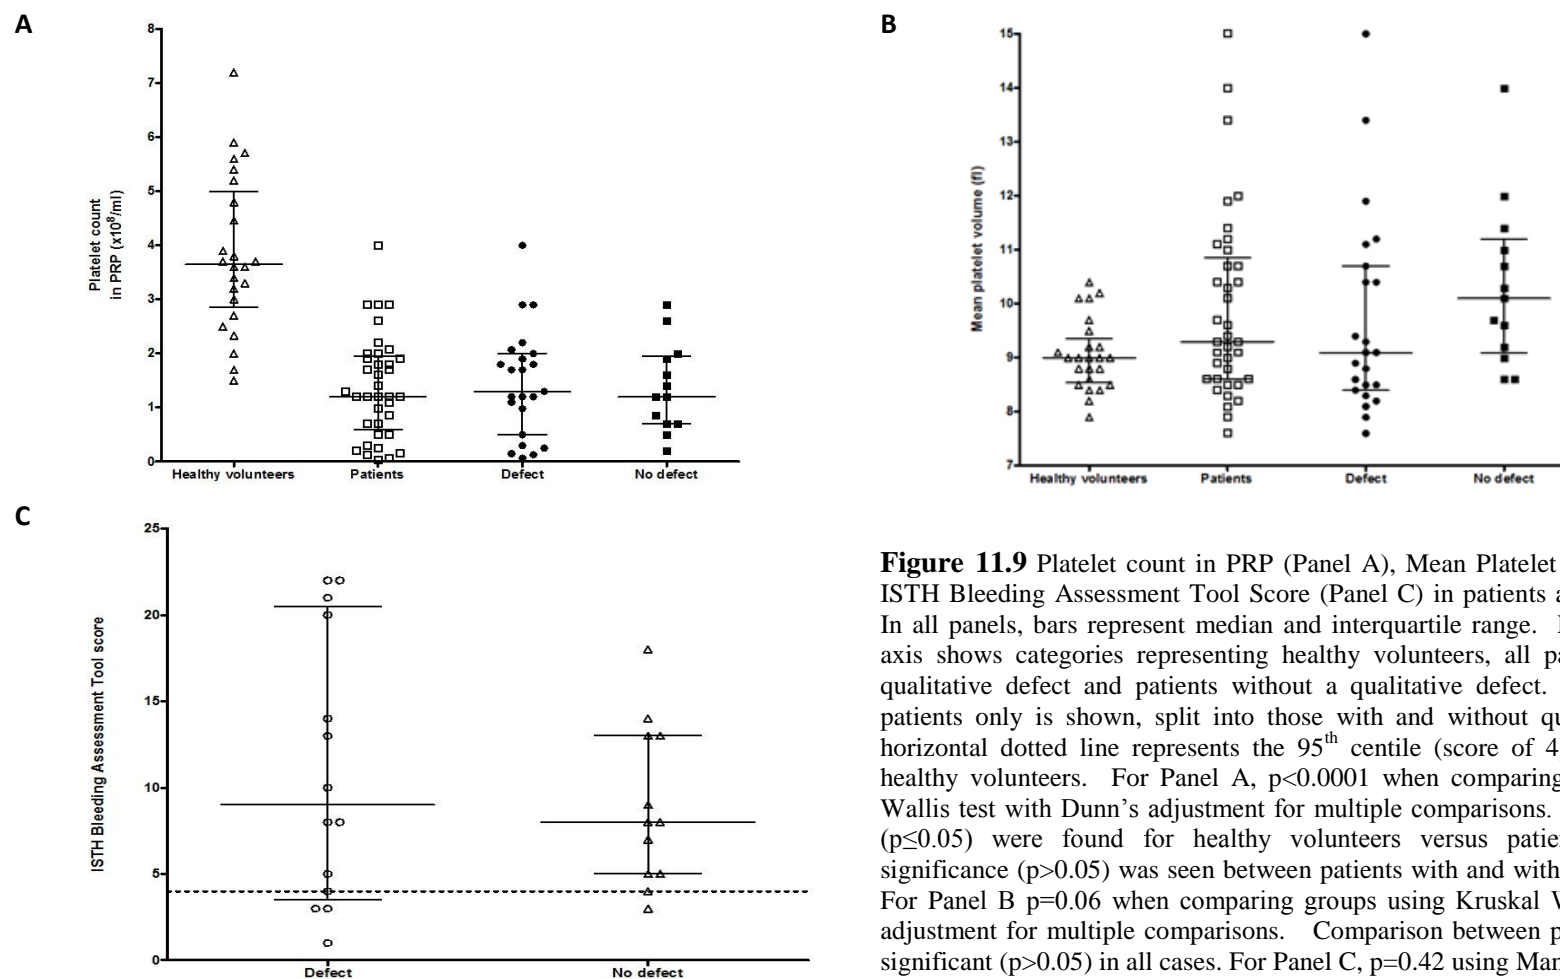 A
8
7
6
5
4
3
2
1
0
Platelet count
in PRP (x10⁸/ml)
Healthy volunteers
Patients
Defect
No defect
B
15
14
13
12
11
10
9
8
7
Mean platelet volume (fl)
Healthy volunteers
Patients
Defect
No defect
C
25
20
15
10
5
0
ISTH Bleeding Assessment Tool score
Defect
No defect
Figure 11.9 Platelet count in PRP (Panel A), Mean Platelet
ISTH Bleeding Assessment Tool Score (Panel C) in patients a
In all panels, bars represent median and interquartile range.
axis shows categories representing healthy volunteers, all pa
qualitative defect and patients without a qualitative defect.
patients only is shown, split into those with and without qu
horizontal dotted line represents the 95th centile (score of 4
healthy volunteers. For Panel A, p<0.0001 when comparing
Wallis test with Dunn’s adjustment for multiple comparisons.
(p≤0.05) were found for healthy volunteers versus patie
significance (p>0.05) was seen between patients with and with
For Panel B p=0.06 when comparing groups using Kruskal W
adjustment for multiple comparisons. Comparison between p
significant (p>0.05) in all cases. For Panel C, p=0.42 using Man